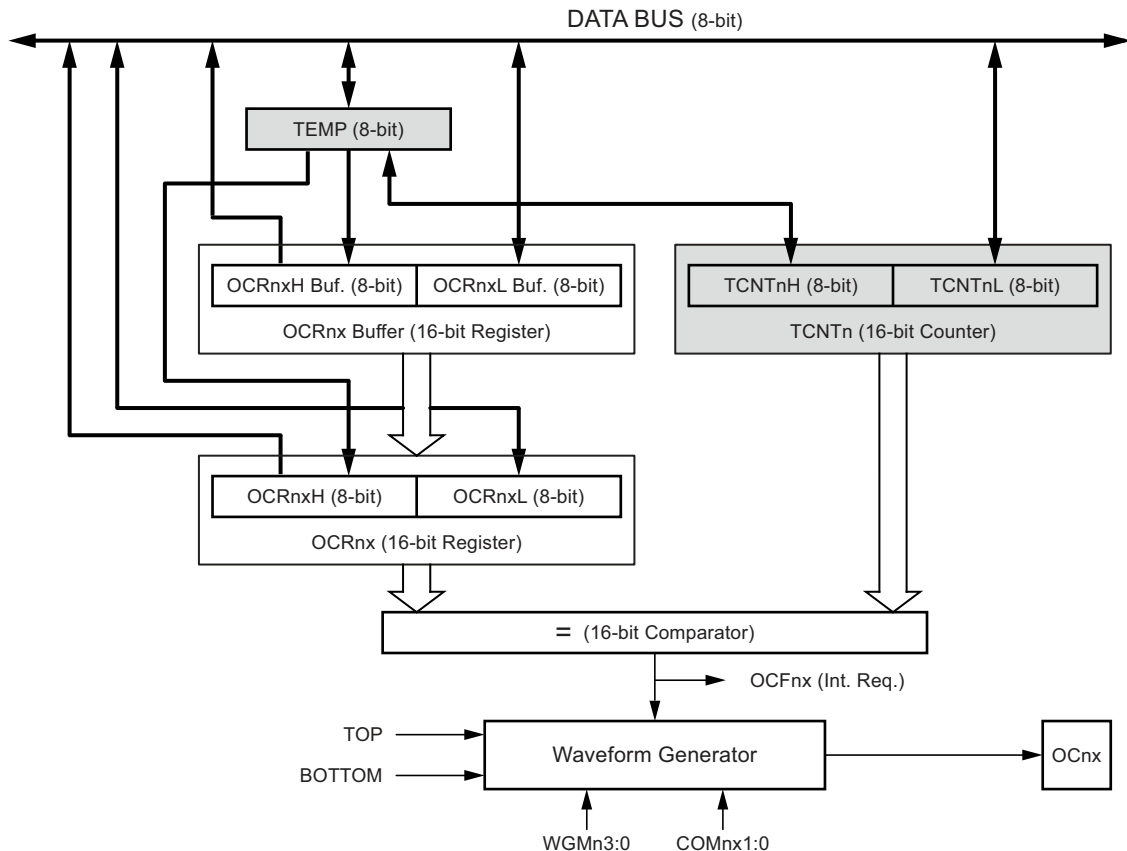 DATA BUS (8-bit)
TEMP (8-bit)
OCRnxH Buf. (8-bit)
OCRnxL Buf. (8-bit)
TCNTnH (8-bit)
TCNTnL (8-bit)
OCRnx Buffer (16-bit Register)
TCNTn (16-bit Counter)
OCRnxH (8-bit)
OCRnxL (8-bit)
OCRnx (16-bit Register)
= (16-bit Comparator)
OCFnx (Int. Req.)
TOP
BOTTOM
Waveform Generator
OCnx
WGMn3:0
COMnx1:0